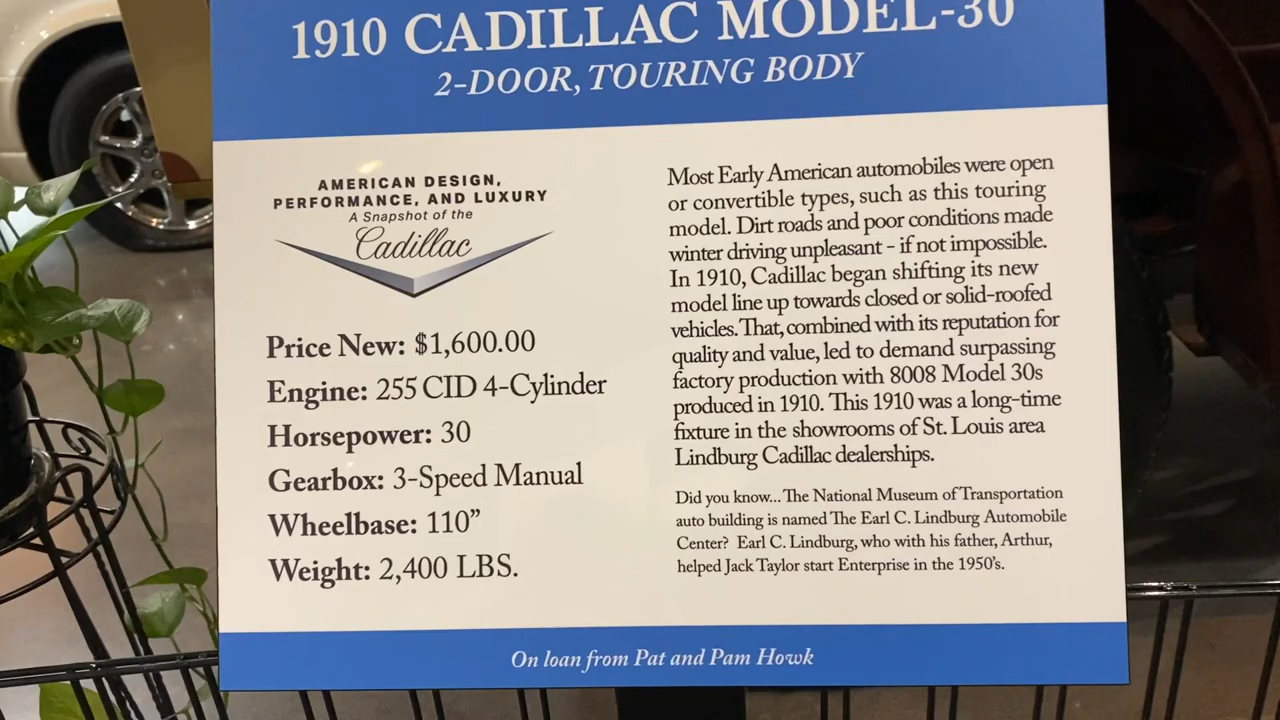 1910 CADILLAC MODEL-30
2-DOOR, TOURING BODY
AMERICAN DESIGN,
PERFORMANCE, AND LUXURY
A Snapshot of the
Cadillac
Price New: $1,600.00
Engine: 255 CID 4-Cylinder
Horsepower: 30
Gearbox: 3-Speed Manual
Wheelbase: 110”
Weight: 2,400 LBS.
Most Early American automobiles were open
or convertible types, such as this touring
model. Dirt roads and poor conditions made
winter driving unpleasant - if not impossible.
In 1910, Cadillac began shifting its new
model line up towards closed or solid-roofed
vehicles. That, combined with its reputation for
quality and value, led to demand surpassing
factory production with 8008 Model 30s
produced in 1910. This 1910 was a long-time
fixture in the showrooms of St. Louis area
Lindburg Cadillac dealerships.
Did you know... The National Museum of Transportation
auto building is named The Earl C. Lindburg Automobile
Center? Earl C. Lindburg, who with his father, Arthur,
helped Jack Taylor start Enterprise in the 1950’s.
On loan from Pat and Pam Howk